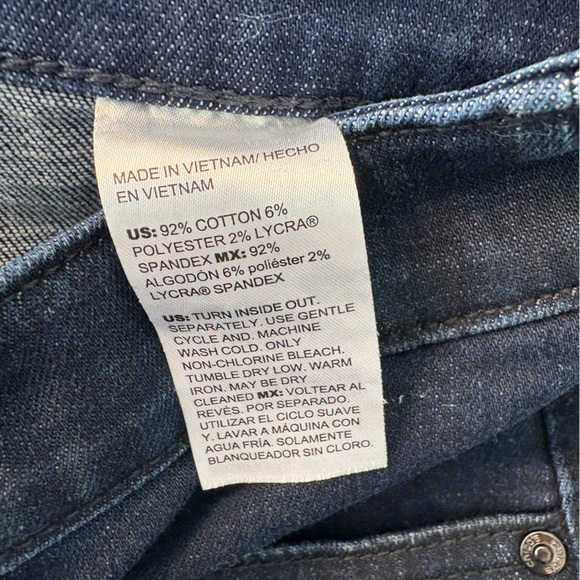 MADE IN VIETNAM/ HECHO
EN VIETNAM
US: 92% COTTON 6%
POLYESTER 2% LYCRA®
SPANDEX MX: 92%
ALGODÓN 6% poliéster 2%
LYCRA® SPANDEX
US: TURN INSIDE OUT.
SEPARATELY. USE GENTLE
CYCLE AND. MACHINE
WASH COLD. ONLY
NON-CHLORINE BLEACH.
TUMBLE DRY LOW. WARM
IRON. MAY BE DRY
CLEANED MX: VOLTEAR AL
REVÉS. POR SEPARADO.
UTILIZAR EL CICLO SUAVE
Y. LAVAR A MÁQUINA CON
AGUA FRÍA. SOLAMENTE
BLANQUEADOR SIN CLORO.